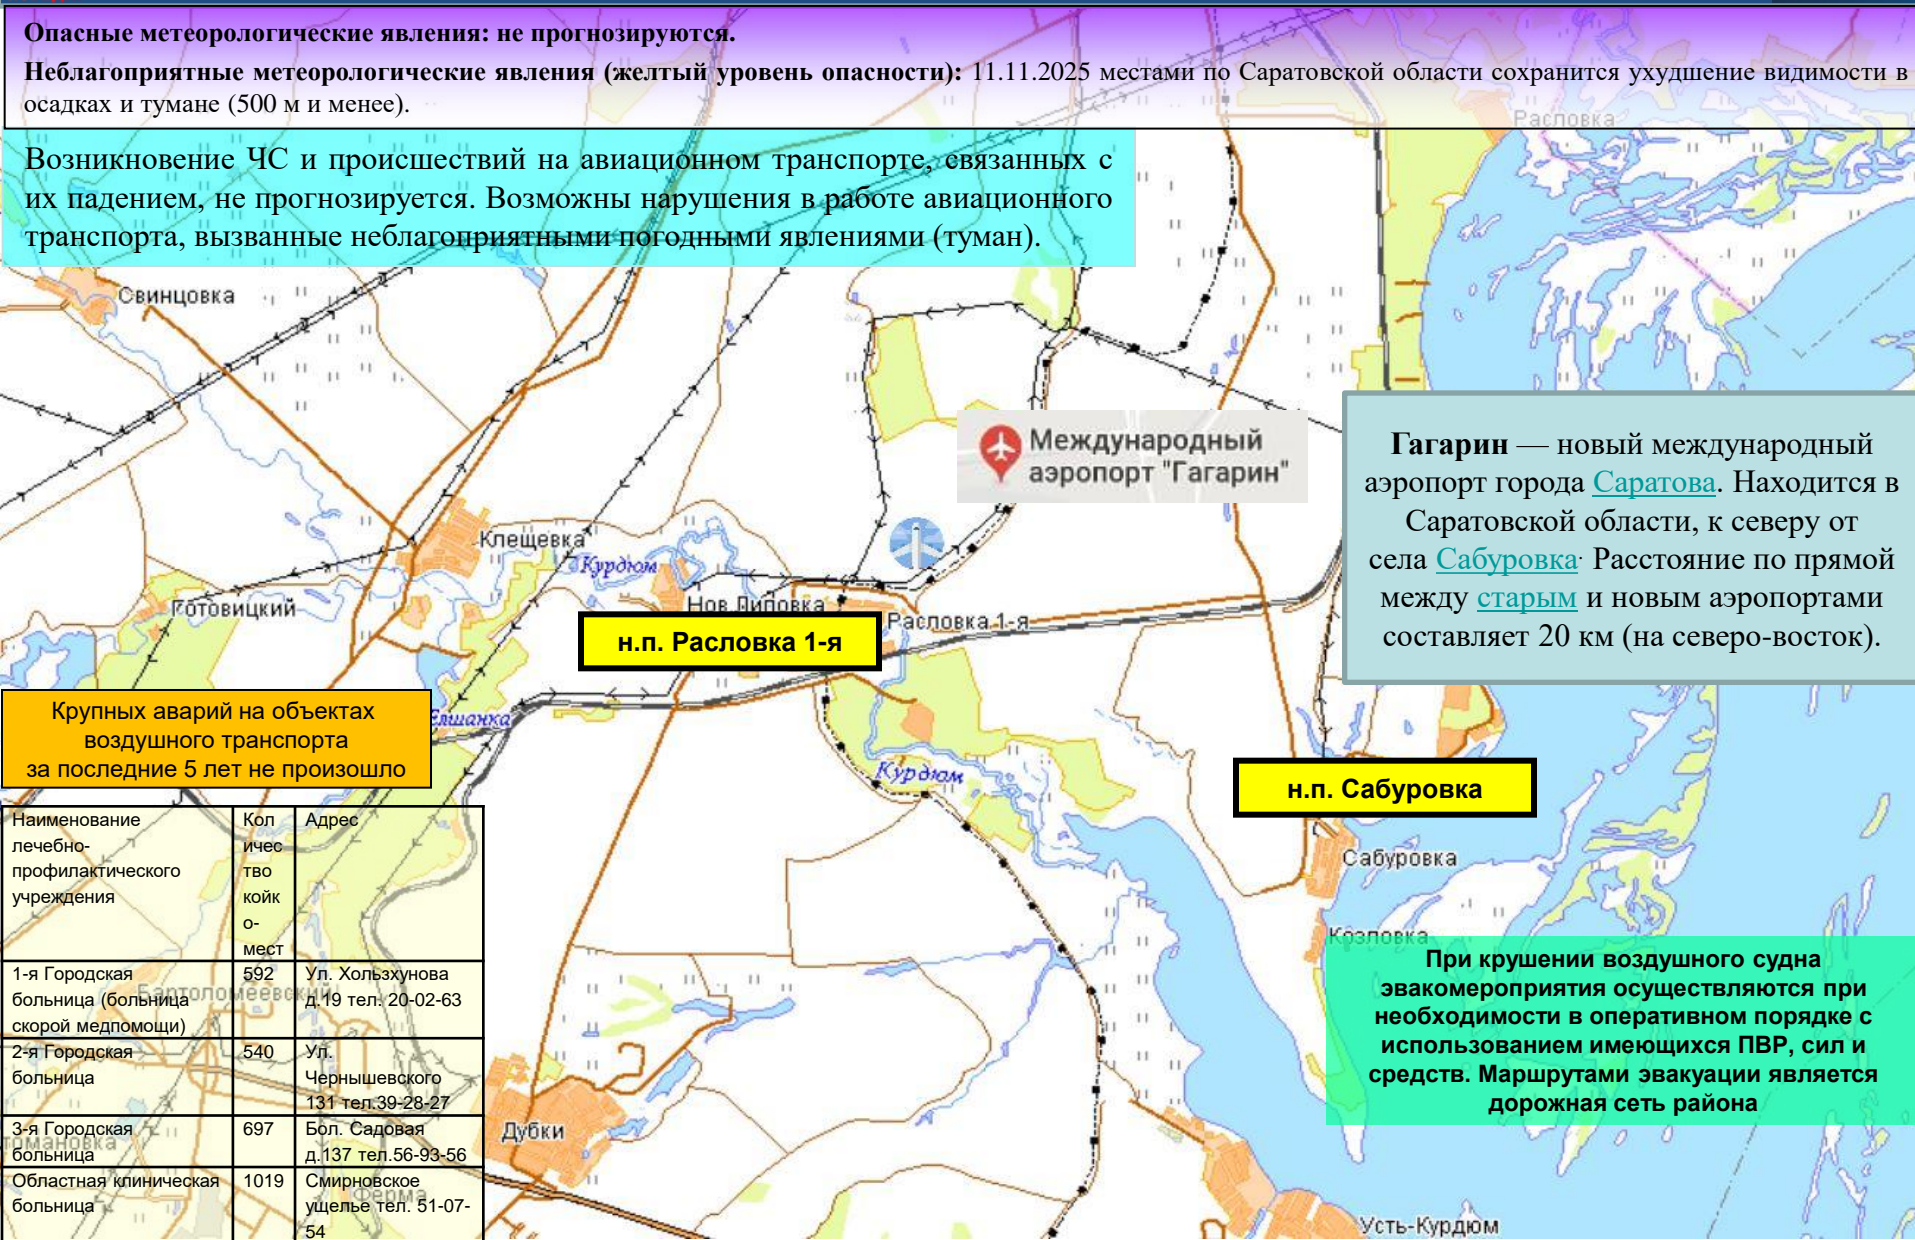 Опасные метеорологические явления: не прогнозируются.
Неблагоприятные метеорологические явления (желтый уровень опасности): 11.11.2025 местами по Саратовской области сохранится ухудшение видимости в
осадках и тумане (500 м и менее).
Расловка
Возникновение ЧС и происшествий на авиационном транспорте, связанных с
их падением, не прогнозируется. Возможны нарушения в работе авиационного
транспорта, вызванные неблагоприятными погодными явлениями (туман).
Свинцовка
Международный
аэропорт "Гагарин"
Гагарин — новый международный
аэропорт города Саратова. Находится в
Саратовской области, к северу от
села Сабуровка. Расстояние по прямой
между старым и новым аэропортами
составляет 20 км (на северо-восток).
Клещевка
Курдюм
Готовицкий
Нов.Липовка
Расловка 1-я
н.п. Расловка 1-я
Крупных аварий на объектах
воздушного транспорта
за последние 5 лет не произошло
Елшанка
Курдюм
н.п. Сабуровка
Сабуровка
Козловка
Наименование
лечебно-
профилактического
учреждения
Кол
ичес
тво
койк
о-
мест
Адрес
1-я Городская
больница (больница
скорой медпомощи)
592
Ул. Хользхунова
д.19 тел. 20-02-63
Бартоломеевский
2-я Городская
больница
540
Ул.
Чернышевского
131 тел.39-28-27
3-я Городская
больница
697
Бол. Садовая
д.137 тел.56-93-56
Областная клиническая
больница
1019
Смирновское
ущелье тел. 51-07-
54
Ферма
Дубки
При крушении воздушного судна
эвакомероприятия осуществляются при
необходимости в оперативном порядке с
использованием имеющихся ПВР, сил и
средств. Маршрутами эвакуации является
дорожная сеть района
Усть-Курдюм